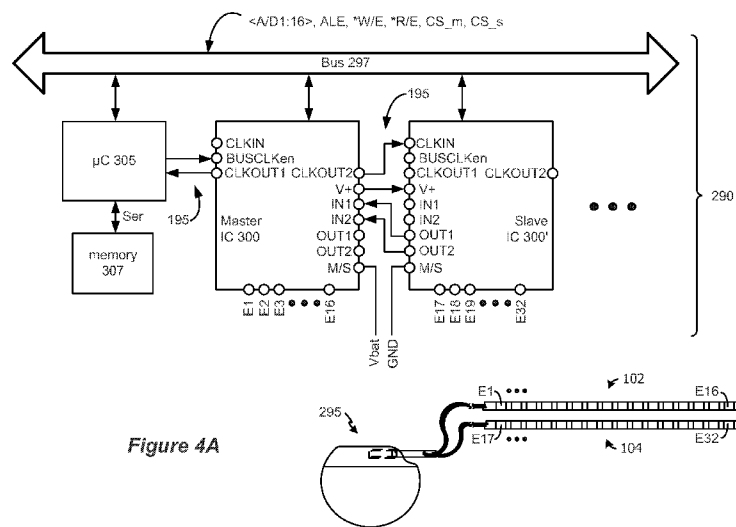 <A/D1:16>, ALE, *W/E, *R/E, CS_m, CS_s
Bus 297
195
µC 305
CLKIN
BUSCLKen
CLKOUT1
CLKOUT2
V+
IN1
IN2
OUT1
OUT2
M/S
Master
IC 300
CLKIN
BUSCLKen
CLKOUT1
CLKOUT2
V+
IN1
IN2
OUT1
OUT2
M/S
Slave
IC 300'
290
195
Ser
memory
307
E1
E2
E3
E16
Vbat
GND
E17
E18
E19
E32
E1
102
E16
295
E17
104
E32
Figure 4A